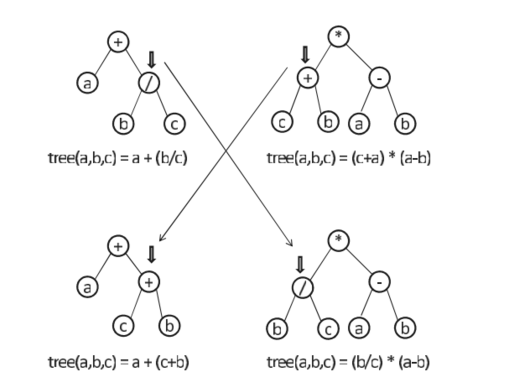 + *
a / + -
b c c b a b
tree(a,b,c) = a + (b/c) tree(a,b,c) = (c+a) * (a-b)
+ *
a + / -
c b b c a b
tree(a,b,c) = a + (c+b) tree(a,b,c) = (b/c) * (a-b)